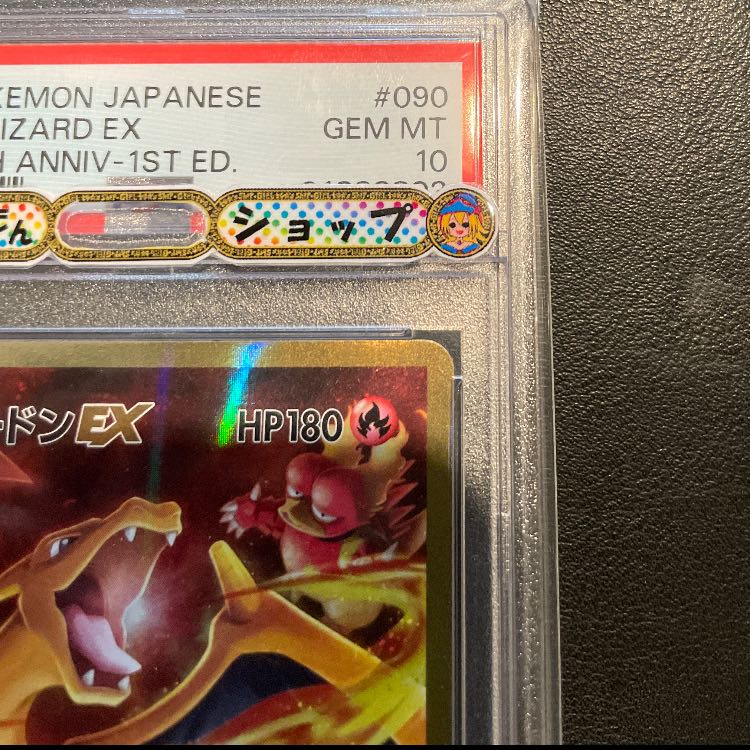 KEMON JAPANESE #090
IZARD EX GEM MT
H ANNIV-1ST ED. 10
ん ショップ
ードンEX HP180